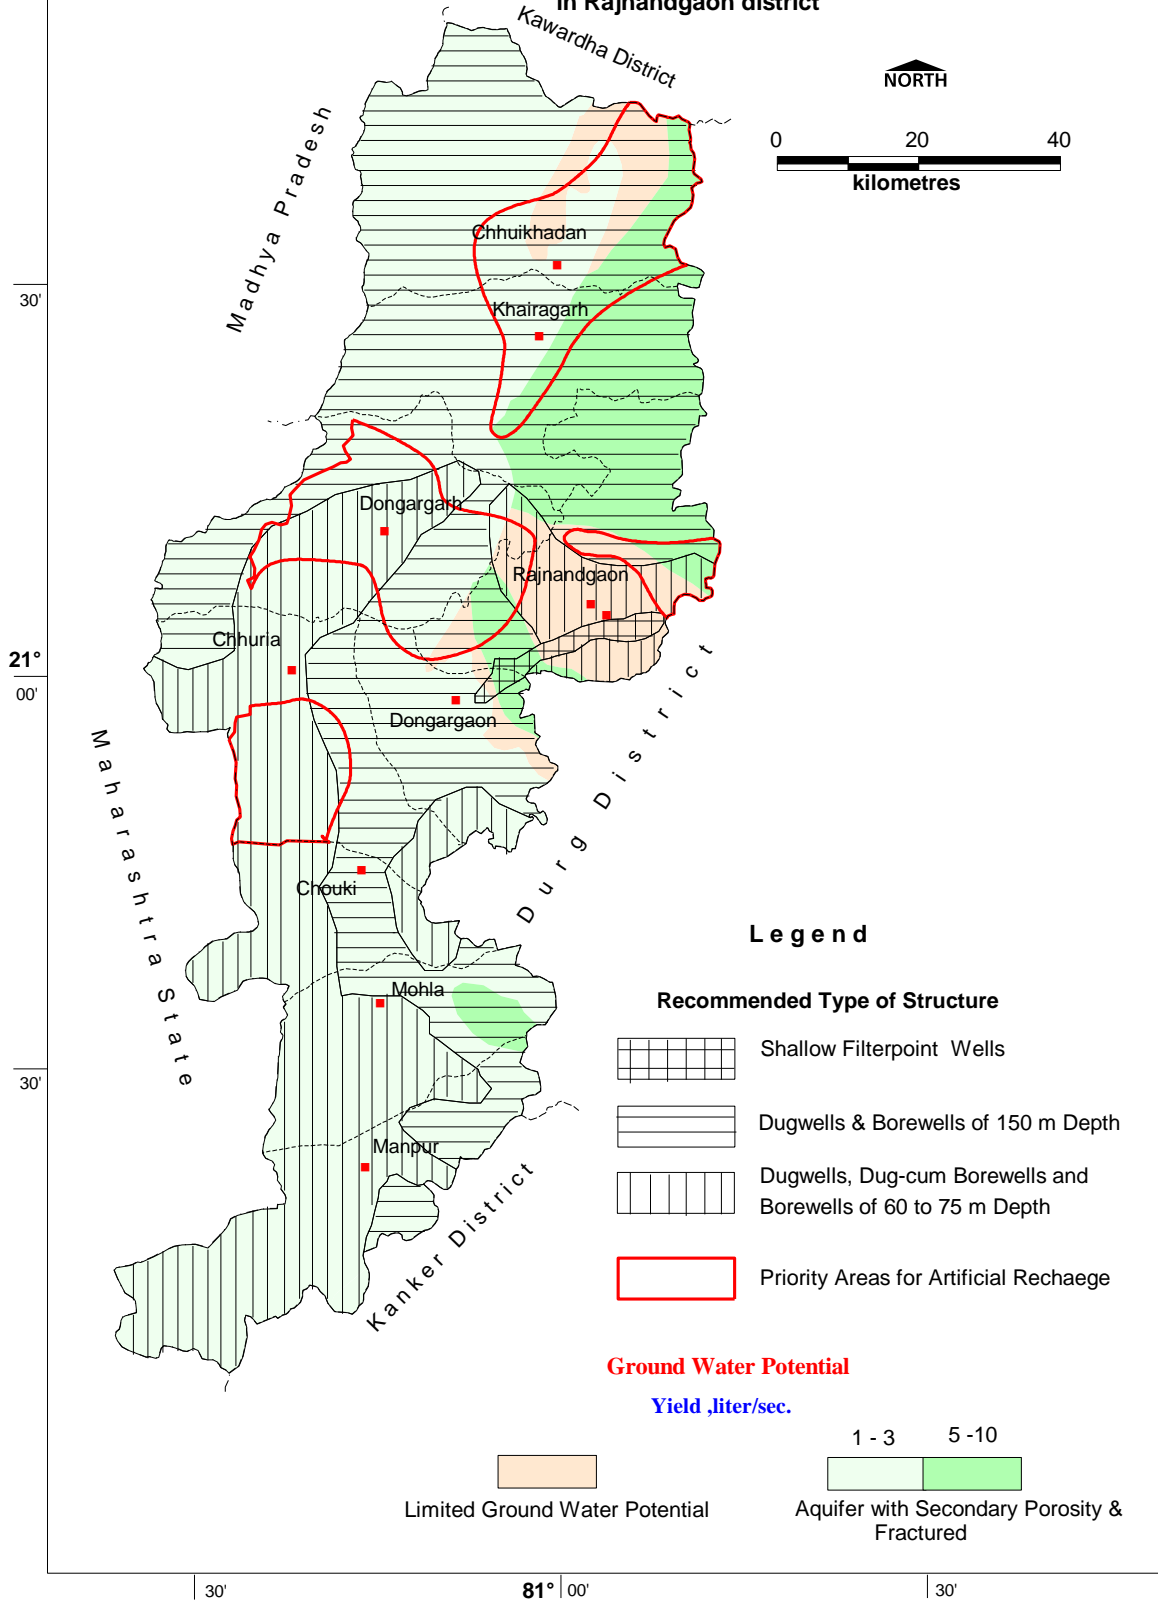 in Rajnandgaon district
Kawardha District
NORTH
0 20 40
kilometres
Madhya Pradesh
Chhuikhadan
30'
Khairagarh
Dongargarh
Rajnandgaon
Chhuria
21°
00'
Dongargaon
Durg District
Maharashtra State
Chouki
Legend
Mohla
Recommended Type of Structure
Shallow Filterpoint Wells
30'
Dugwells & Borewells of 150 m Depth
Manpur
Dugwells, Dug-cum Borewells and
Borewells of 60 to 75 m Depth
Kanker District
Priority Areas for Artificial Rechaege
Ground Water Potential
Yield ,liter/sec.
1 - 3 5 -10
Limited Ground Water Potential
Aquifer with Secondary Porosity &
Fractured
30' 81° 00' 30'